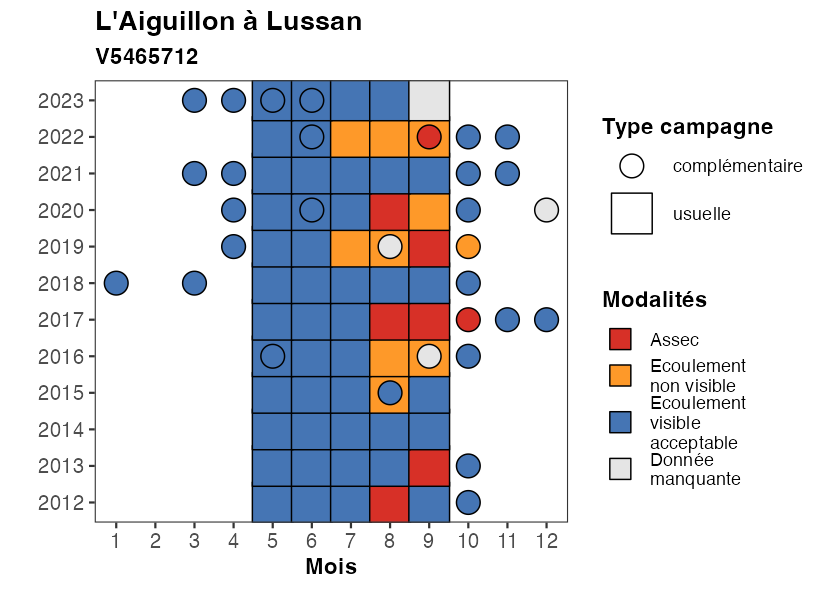 L'Aiguillon à Lussan
V5465712
2023
2022
2021
2020
2019
2018
2017
2016
2015
2014
2013
2012
1 2 3 4 5 6 7 8 9 10 11 12
Mois
Type campagne
complémentaire
usuelle
Modalités
Assec
Ecoulement
non visible
Ecoulement
visible
acceptable
Donnée
manquante